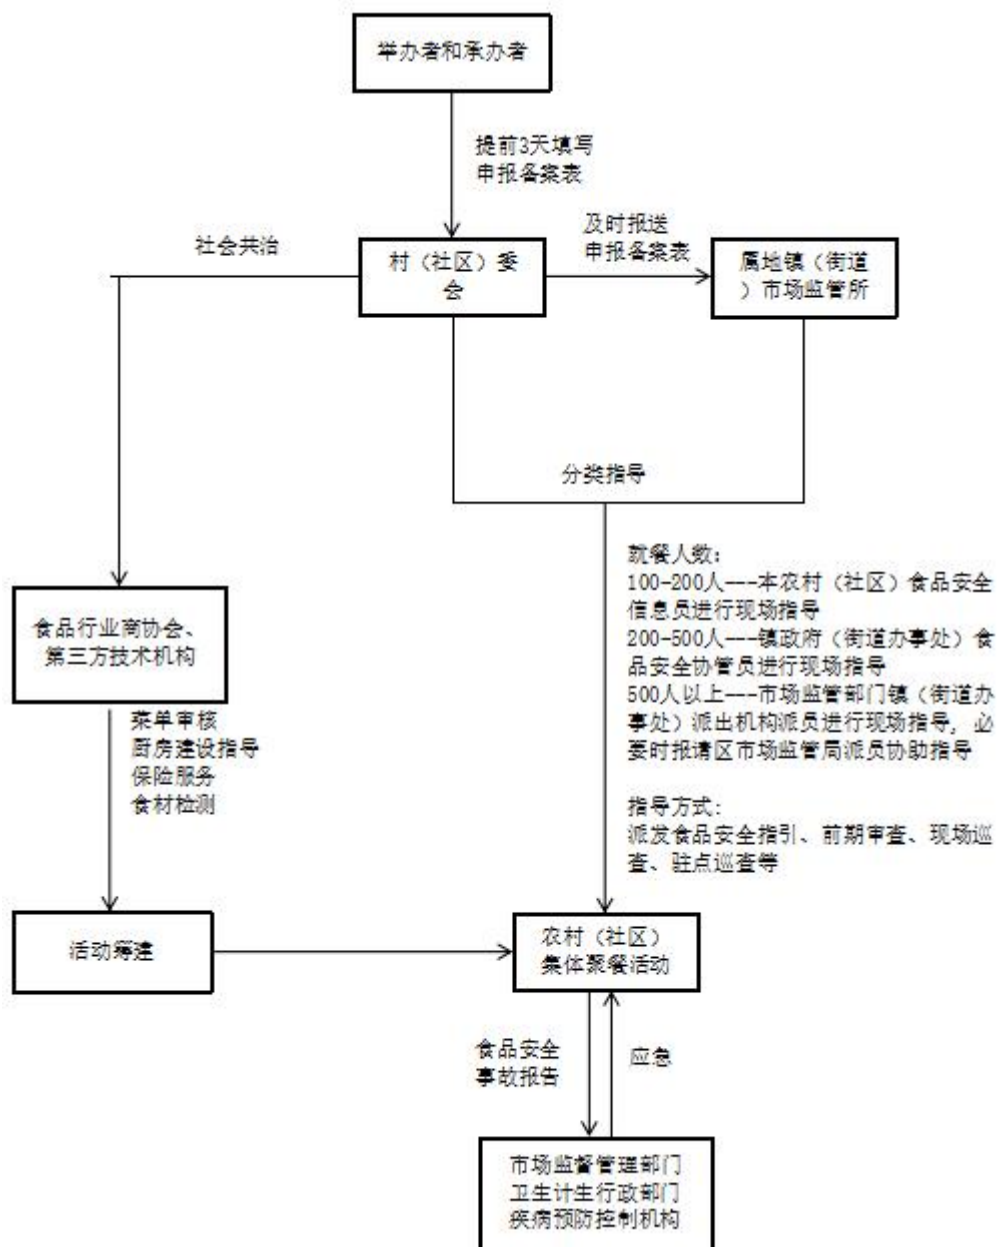 举办者和承办者
提前3天填写
申报备案表
社会共治
及时报送
申报备案表
村（社区）委
会
属地镇（街道
）市场监管所
分类指导
就餐人数：
100-200人---本农村（社区）食品安全
信息员进行现场指导
200-500人---镇政府（街道办事处）食
品安全协管员进行现场指导
500人以上---市场监管部门镇（街道办
事处）派出机构派员进行现场指导，必
要时报请区市场监管局派员协助指导
指导方式：
派发食品安全指引、前期审查、现场巡
查、驻点巡查等
食品行业商协会、
第三方技术机构
菜单审核
厨房建设指导
保险服务
食材检测
活动筹建
农村（社区）
集体聚餐活动
食品安全
事故报告
应急
市场监督管理部门
卫生计生行政部门
疾病预防控制机构